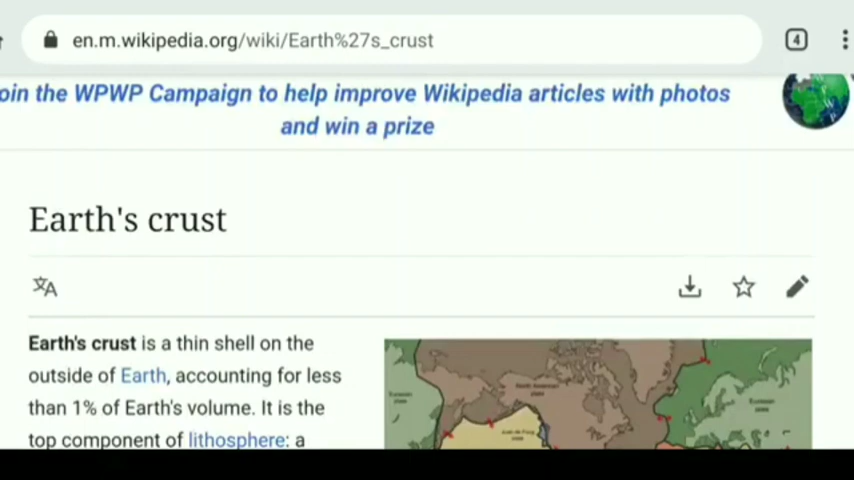 en.m.wikipedia.org/wiki/Earth%27s_crust
4
oin the WPWP Campaign to help improve Wikipedia articles with photos
and win a prize
Earth's crust
Earth's crust is a thin shell on the
outside of Earth, accounting for less
than 1% of Earth's volume. It is the
top component of lithosphere: a